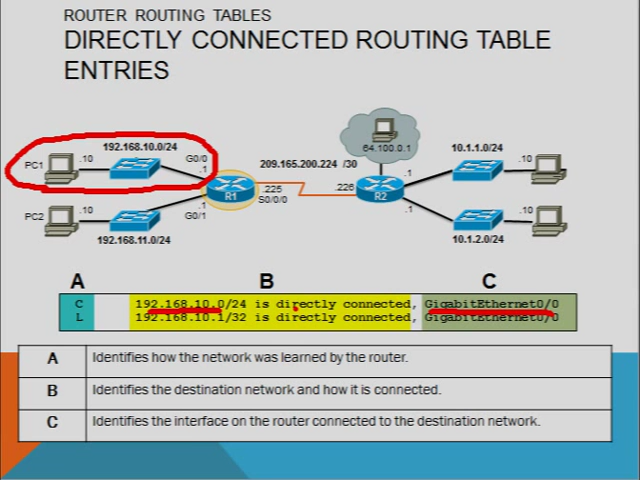 ROUTER ROUTING TABLES
DIRECTLY CONNECTED ROUTING TABLE
ENTRIES
192.168.10.0/24
PC1
.10
G0/0
.1
64.100.0.1
10.1.1.0/24
.10
209.165.200.224 /30
.1
R1
.225
S0/0/0
.226
R2
PC2
.10
.1
G0/1
192.168.11.0/24
.1
.10
10.1.2.0/24
A B C
C 192.168.10.0/24 is directly connected, GigabitEthernet0/0
L 192.168.10.1/32 is directly connected, GigabitEthernet0/0
A Identifies how the network was learned by the router.
B Identifies the destination network and how it is connected.
C Identifies the interface on the router connected to the destination network.